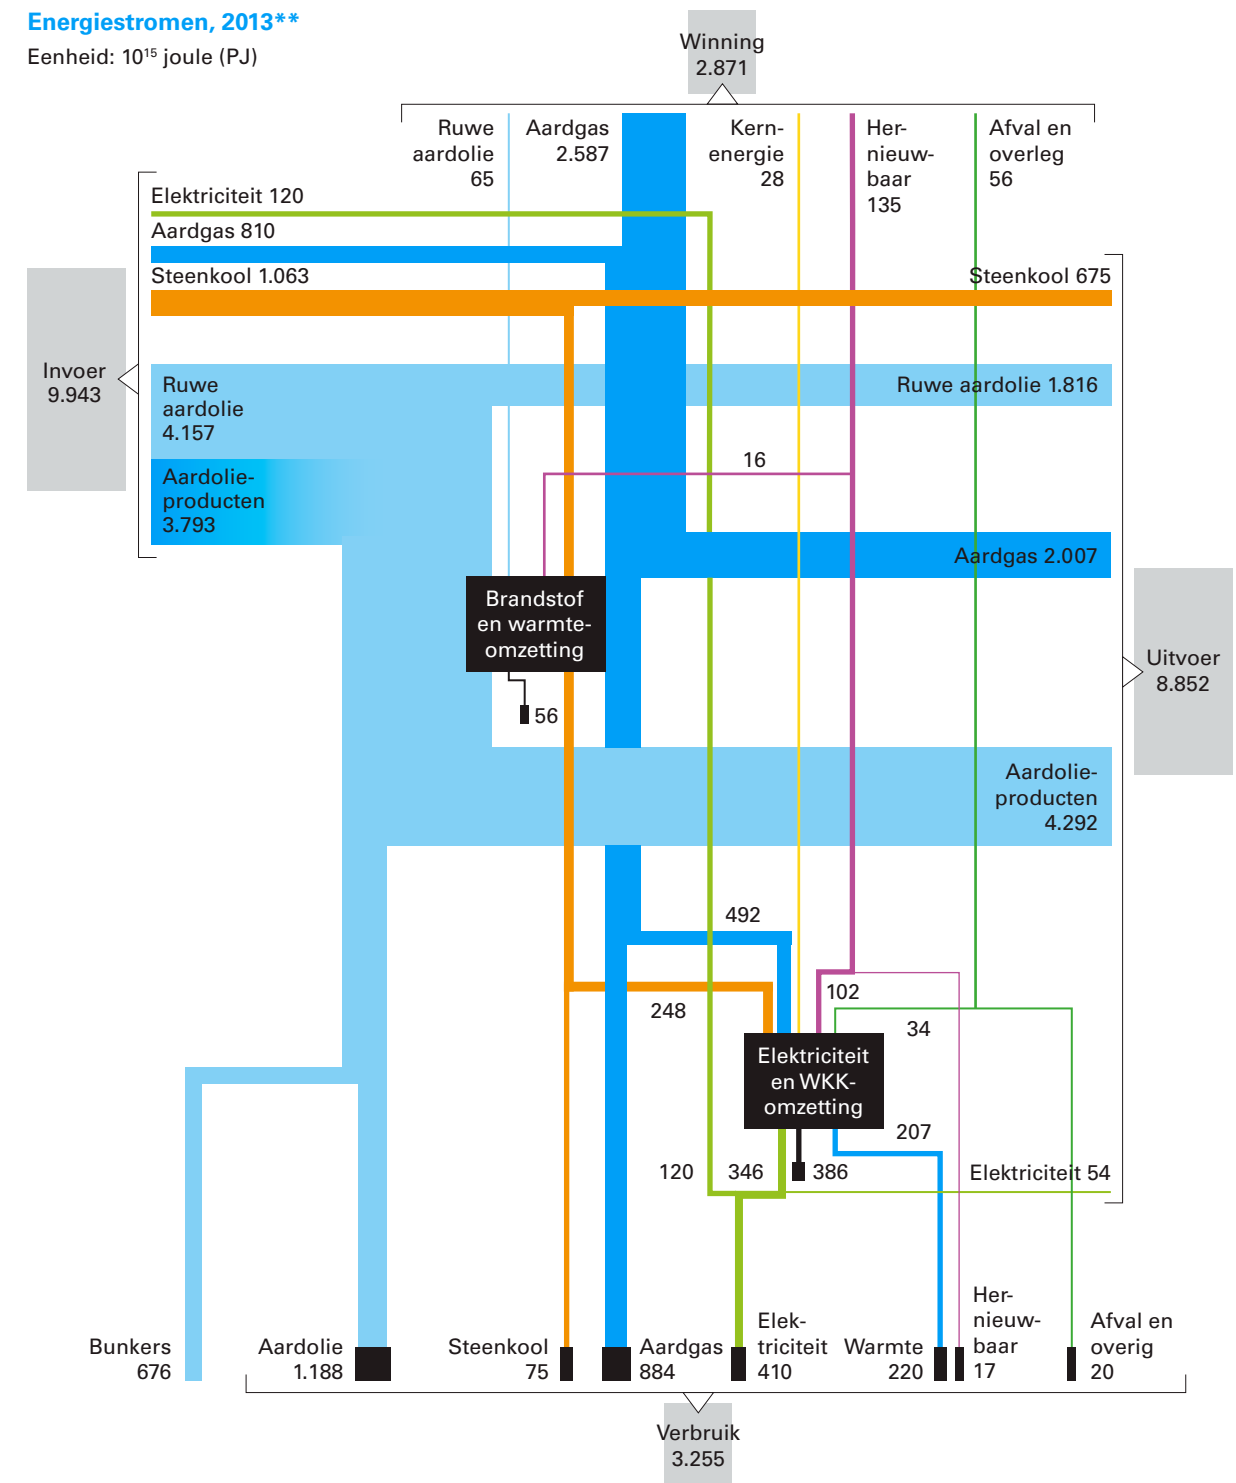 Energiestromen, 2013**
Eenheid: 10¹⁵ joule (PJ)
Winning
2.871
Ruwe
aardolie
65
Aardgas
2.587
Kern-
energie
28
Her-
nieuw-
baar
135
Afval en
overleg
56
Elektriciteit 120
Aardgas 810
Steenkool 1.063
Steenkool 675
Invoer
9.943
Ruwe
aardolie
4.157
Ruwe aardolie 1.816
Aardolie-
producten
3.793
16
Aardgas 2.007
Brandstof
en warmte-
omzetting
56
Uitvoer
8.852
Aardolie-
producten
4.292
492
248
102
34
Elektriciteit
en WKK-
omzetting
207
120
346
386
Elektriciteit 54
Bunkers
676
Aardolie
1.188
Steenkool
75
Aardgas
884
Elek-
triciteit
410
Warmte
220
Her-
nieuw-
baar
17
Afval en
overig
20
Verbruik
3.255